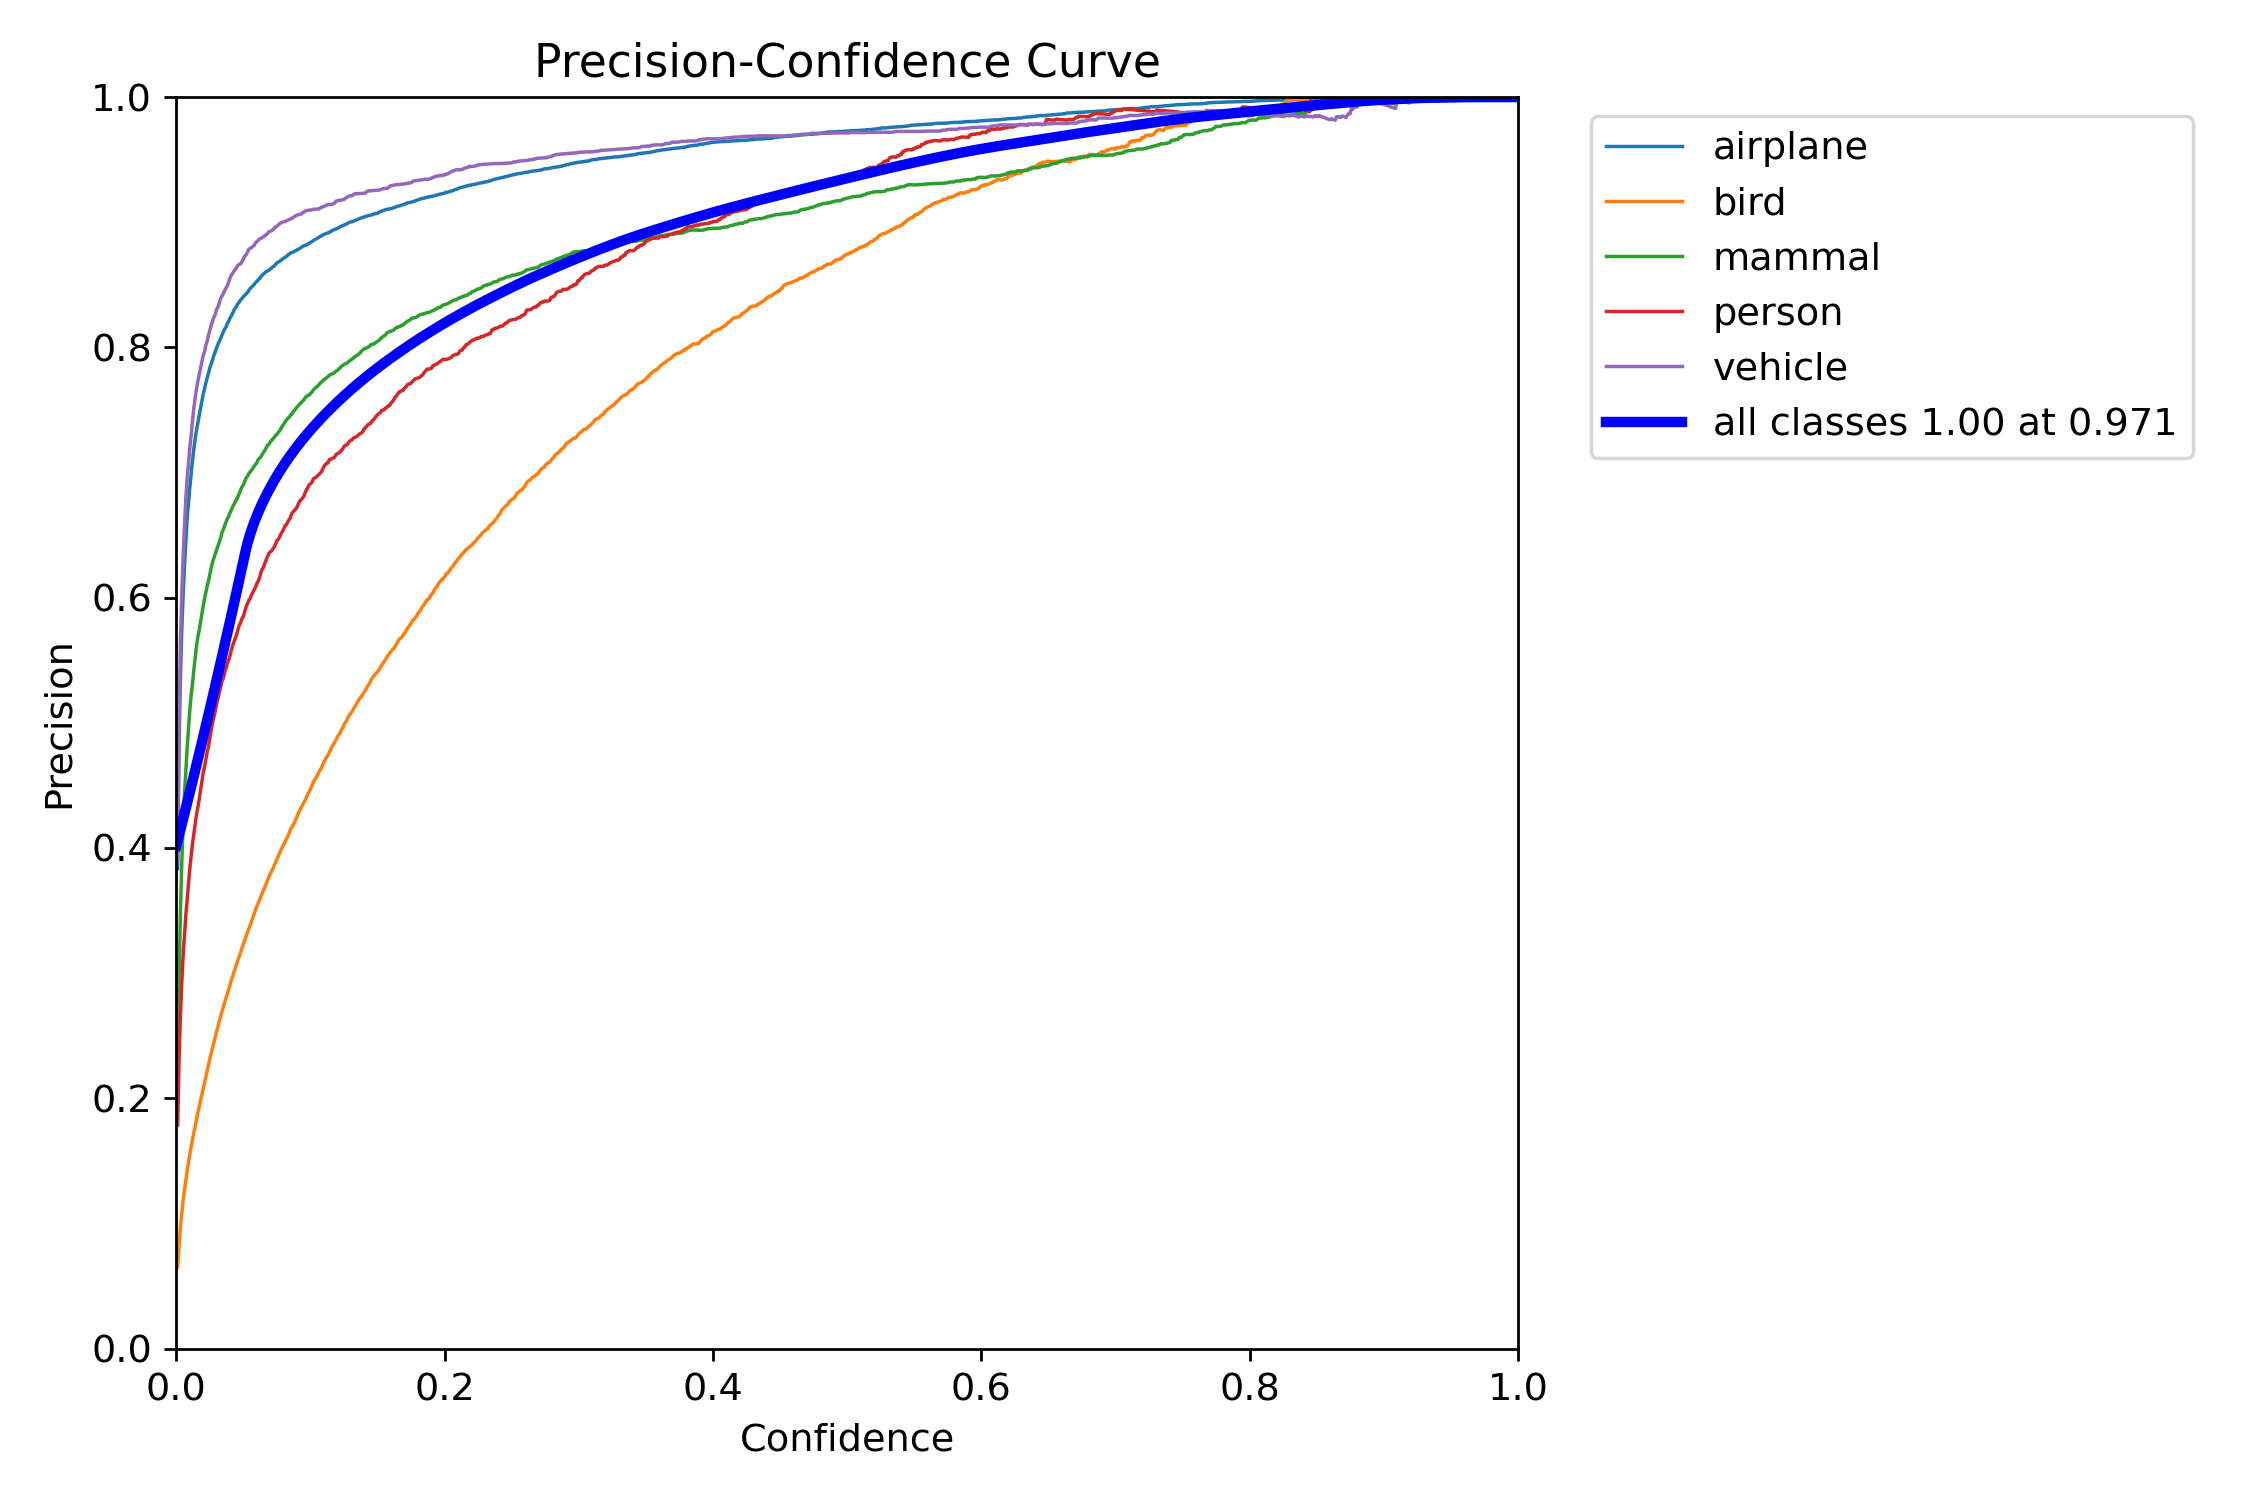 Precision-Confidence Curve
1.0
0.8
0.6
0.4
0.2
0.0
Precision
0.0 0.2 0.4 0.6 0.8 1.0
Confidence
airplane
bird
mammal
person
vehicle
all classes 1.00 at 0.971